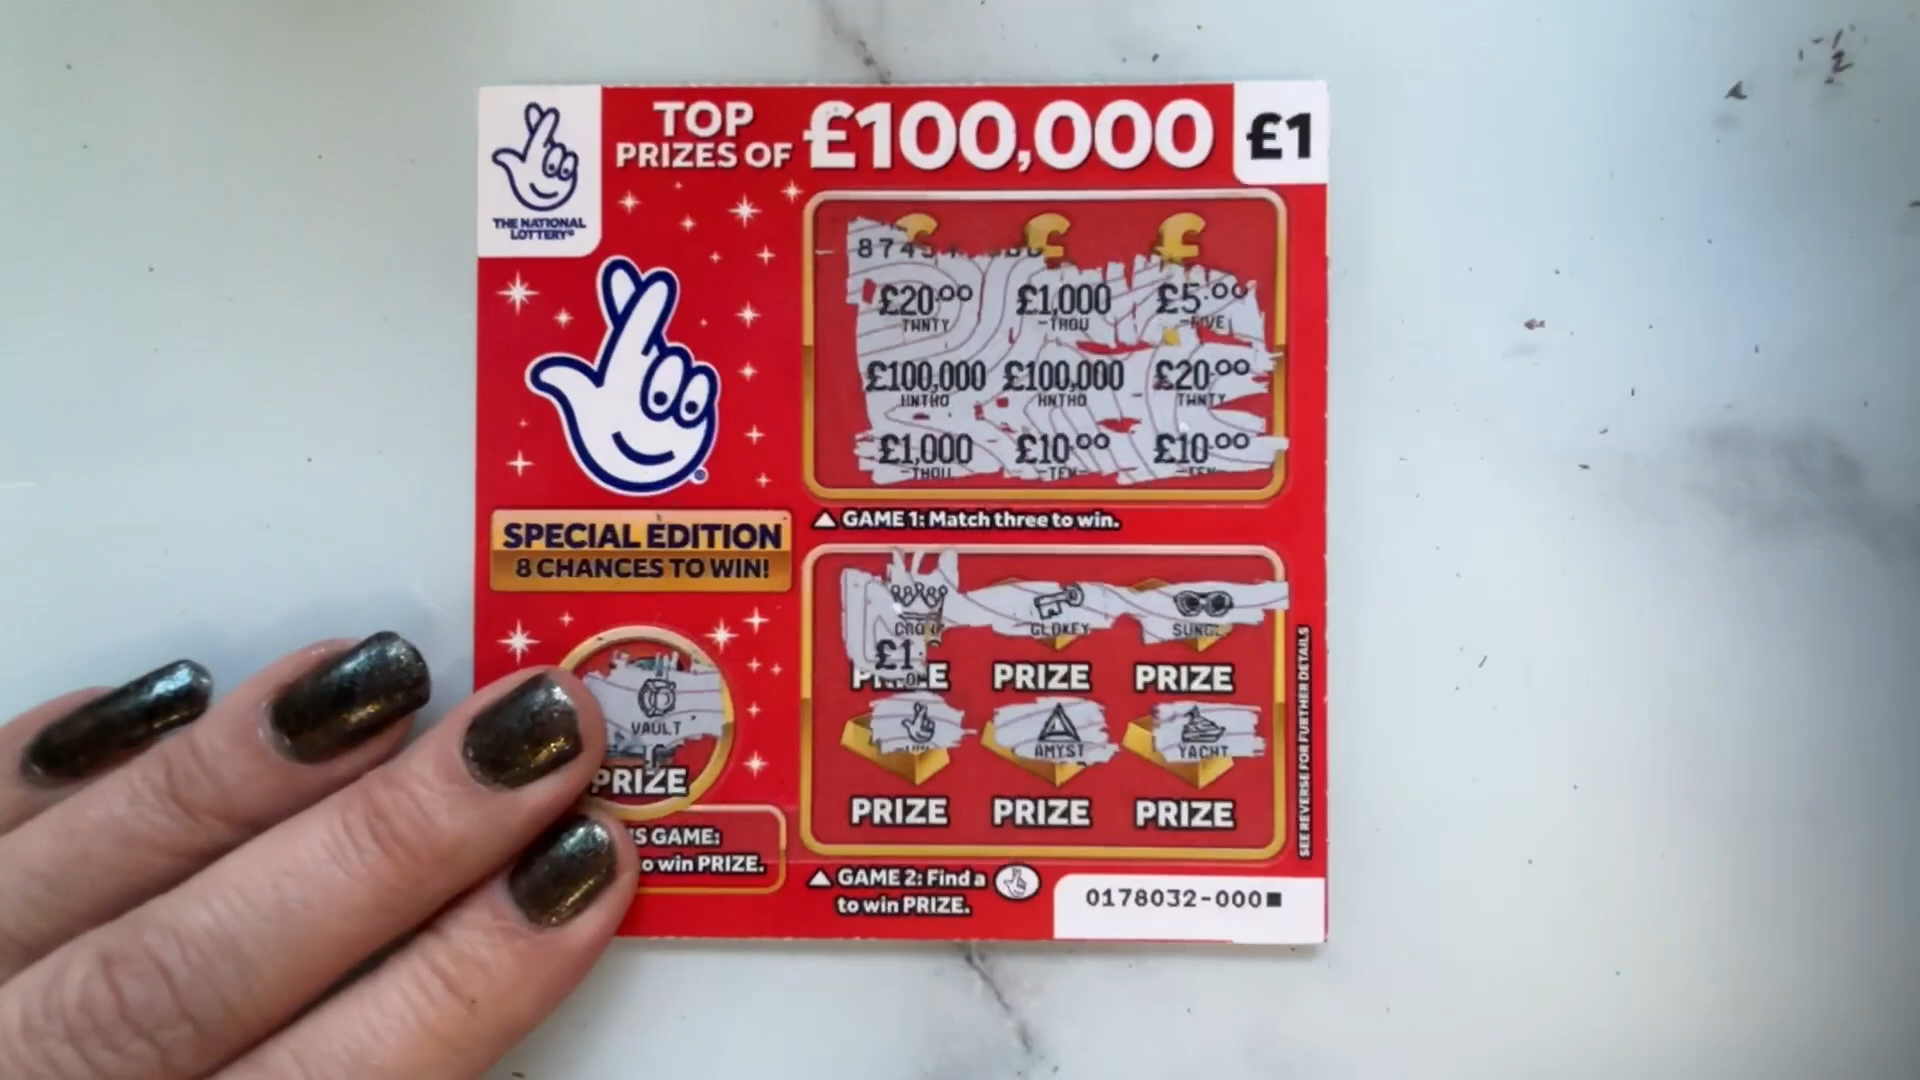 TOP
PRIZES OF
£100,000
£1
THE NATIONAL
LOTTERY®
£20.00 £1,000 £5.00
TWNTY THOU FIVE
£100,000 £100,000 £20.00
HNTHO HNTHO TWNTY
£1,000 £10.00 £10.00
THOU TEN
GAME 1: Match three to win.
SPECIAL EDITION
8 CHANCES TO WIN!
GLDKEY
£1
PRIZE PRIZE
AMYST YACHT
PRIZE PRIZE PRIZE
VAULT
PRIZE
GAME:
to win PRIZE.
GAME 2: Find a
to win PRIZE.
0178032-000
SEE REVERSE FOR FURTHER DETAILS